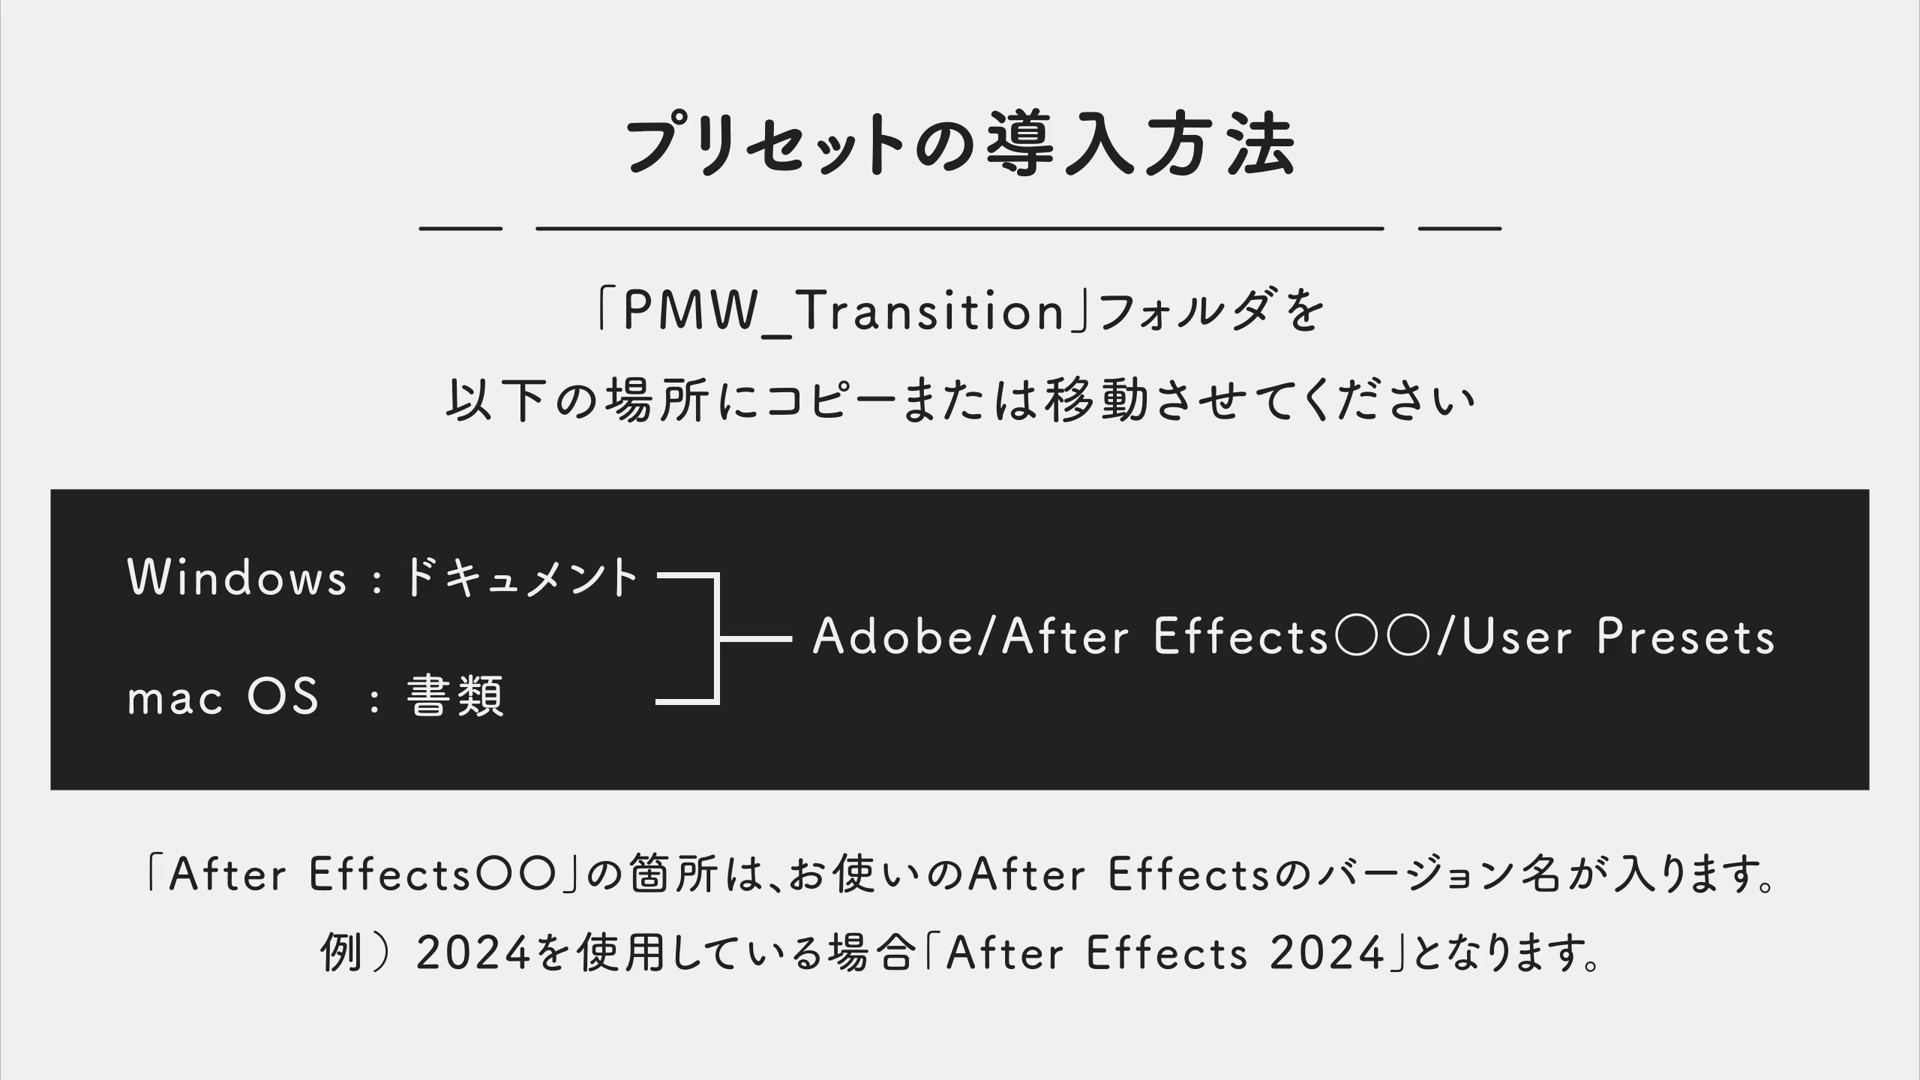 プリセットの導入方法
「PMW_Transition」フォルダを
以下の場所にコピーまたは移動させてください
Windows : ドキュメント
mac OS : 書類
Adobe/After Effects〇〇/User Presets
「After Effects〇〇」の箇所は、お使いのAfter Effectsのバージョン名が入ります。
例）2024を使用している場合「After Effects 2024」となります。